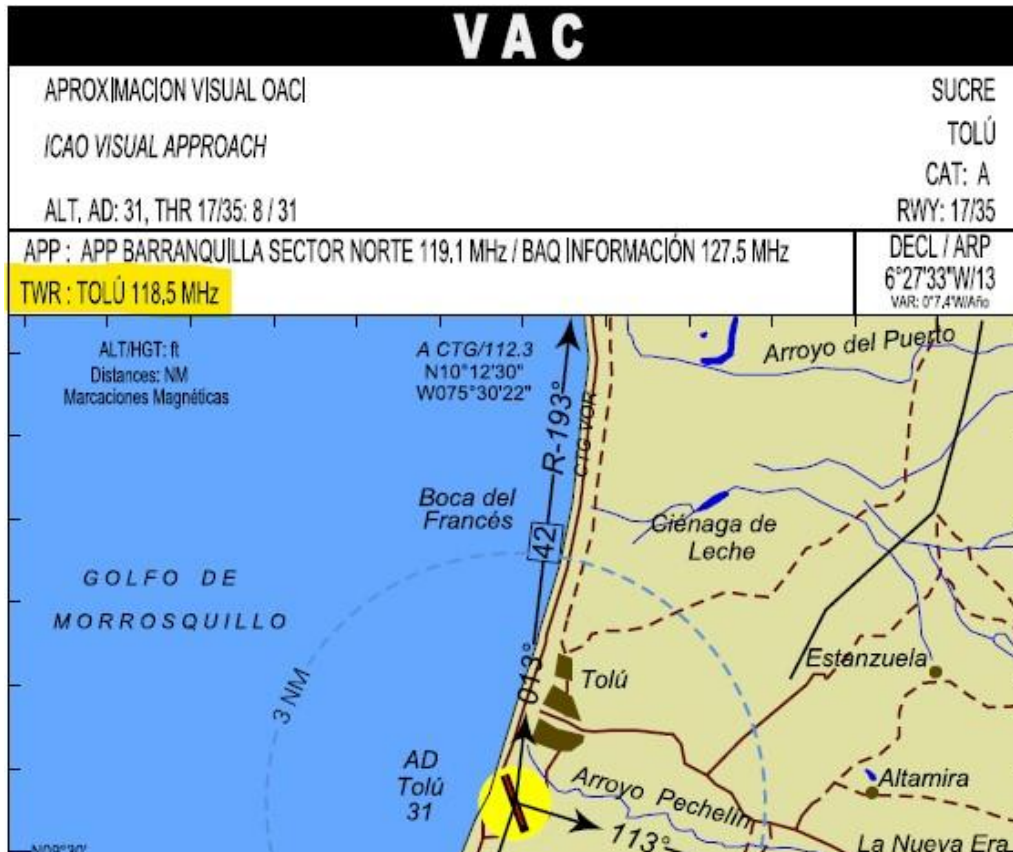 VAC
APROXIMACION VISUAL OACI
SUCRE
ICAO VISUAL APPROACH
TOLÚ
CAT: A
ALT, AD: 31, THR 17/35: 8 / 31
RWY: 17/35
APP : APP BARRANQUILLA SECTOR NORTE 119,1 MHz / BAQ INFORMACIÓN 127.5 MHz
TWR : TOLÚ 118,5 MHz
DECL / ARP
6°27'33"W/13
VAR: 0°7,4'W/Año
ALT/HGT: ft
Distances: NM
Marcaciones Magnéticas
A CTG/112.3
N10°12'30"
W075°30'22"
R-193°
CTG VOR
Arroyo del Puerto
Boca del
Francés
42
Ciénaga de
Leche
GOLFO DE
MORROSQUILLO
3 NM
013°
Tolú
Estanzuela
AD
Tolú
31
Arroyo Pechelín
Altamira
113°
La Nueva Era
N09°30'